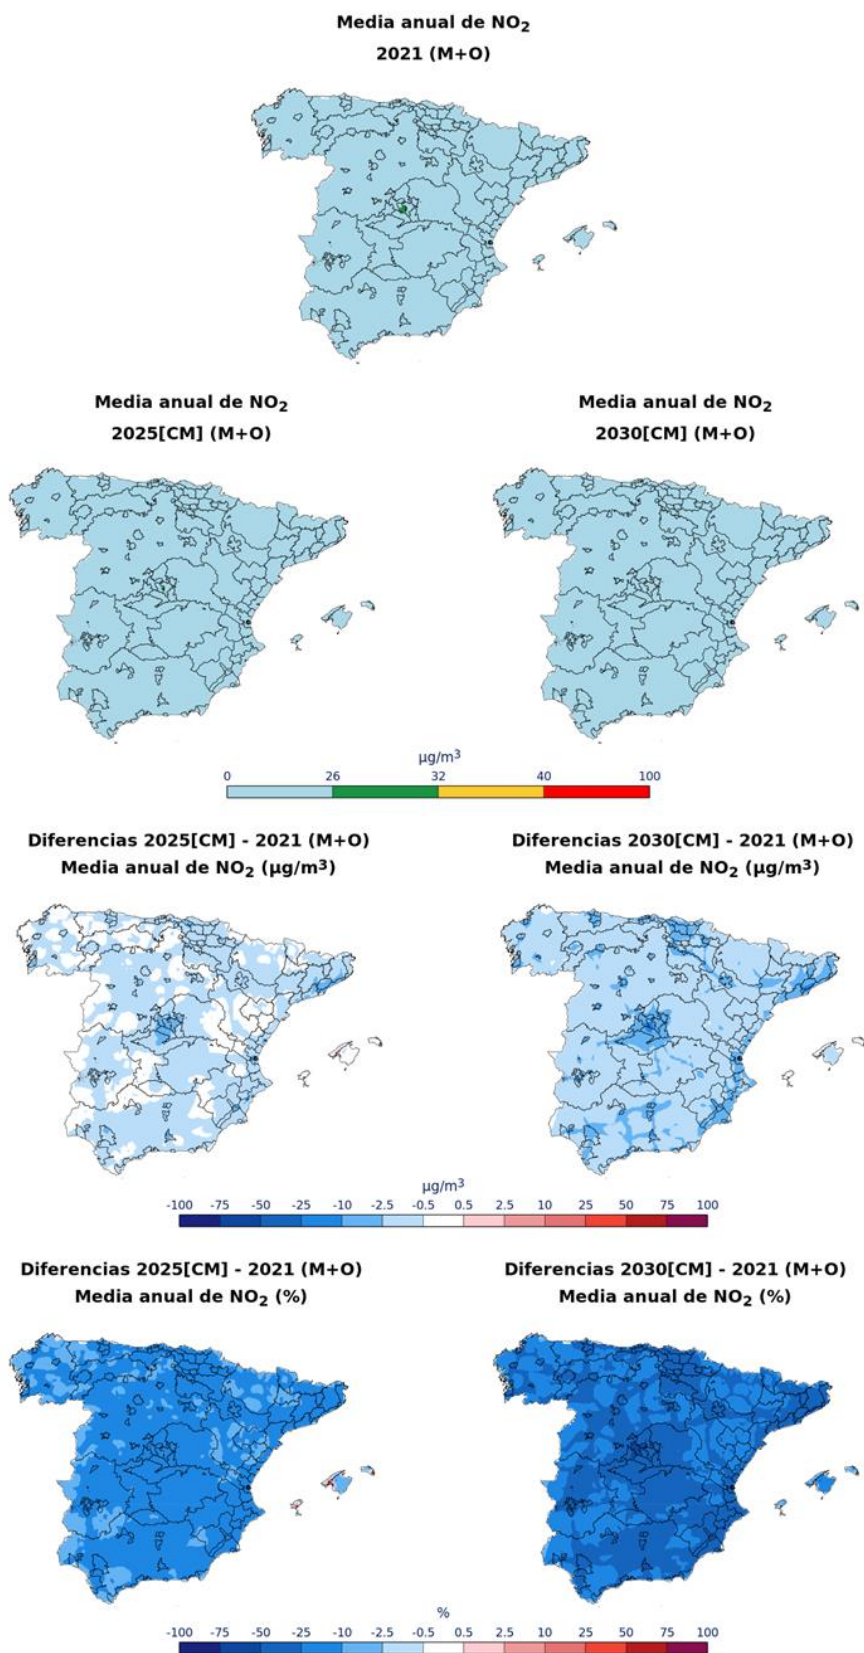 Media anual de NO₂
2021 (M+O)
Media anual de NO₂
2025[CM] (M+O)
Media anual de NO₂
2030[CM] (M+O)
µg/m³
0 26 32 40 100
Diferencias 2025[CM] - 2021 (M+O)
Media anual de NO₂ (µg/m³)
Diferencias 2030[CM] - 2021 (M+O)
Media anual de NO₂ (µg/m³)
µg/m³
-100 -75 -50 -25 -10 -2.5 -0.5 0.5 2.5 10 25 50 75 100
Diferencias 2025[CM] - 2021 (M+O)
Media anual de NO₂ (%)
Diferencias 2030[CM] - 2021 (M+O)
Media anual de NO₂ (%)
%
-100 -75 -50 -25 -10 -2.5 -0.5 0.5 2.5 10 25 50 75 100